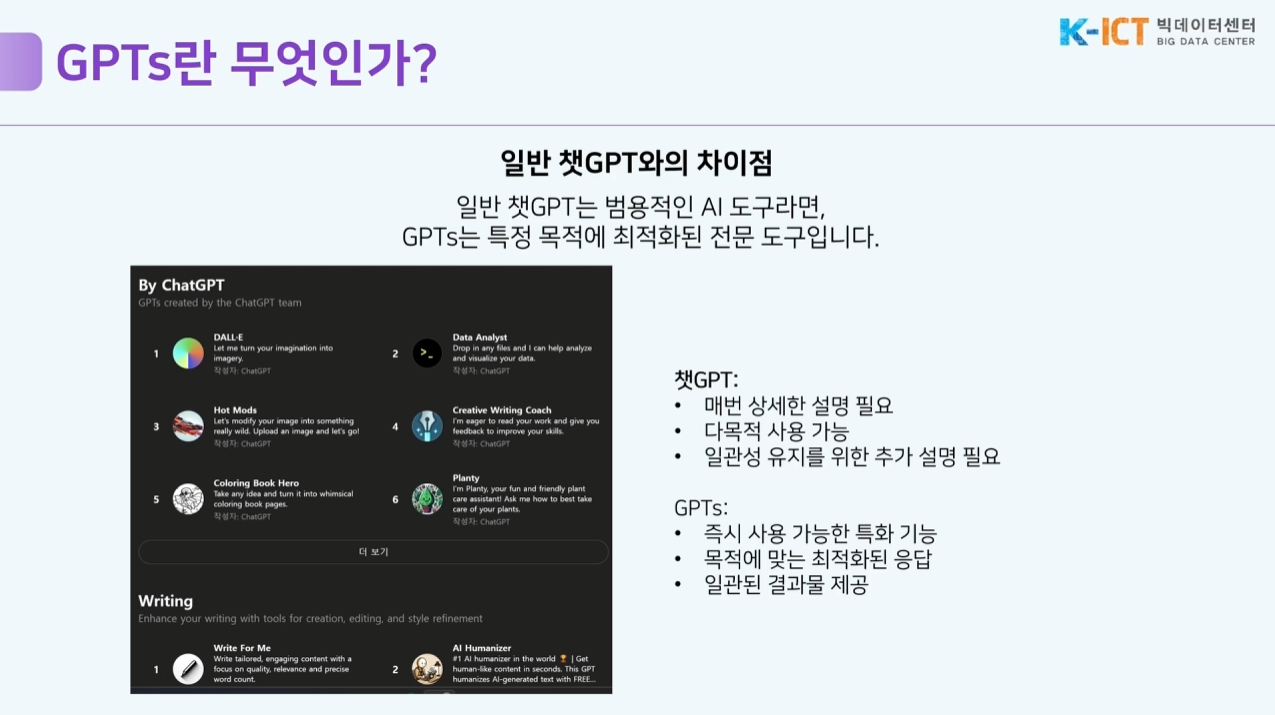 GPTs란 무엇인가?
K-ICT 빅데이터센터
BIG DATA CENTER
일반 챗GPT와의 차이점
일반 챗GPT는 범용적인 AI 도구라면,
GPTs는 특정 목적에 최적화된 전문 도구입니다.
By ChatGPT
GPTs created by the ChatGPT team
1
DALL·E
Let me turn your imagination into
imagery.
작성자: ChatGPT
2
Data Analyst
Drop in any files and I can help analyze
and visualize your data.
작성자: ChatGPT
3
Hot Mods
Let's modify your image into something
really wild. Upload an image and let's go!
작성자: ChatGPT
4
Creative Writing Coach
I'm eager to read your work and give you
feedback to improve your skills.
작성자: ChatGPT
5
Coloring Book Hero
Take any idea and turn it into whimsical
coloring book pages.
작성자: ChatGPT
6
Planty
I'm Planty, your fun and friendly plant
care assistant! Ask me how to best take
care of your plants.
작성자: ChatGPT
더 보기
Writing
Enhance your writing with tools for creation, editing, and style refinement
1
Write For Me
Write tailored, engaging content with a
focus on quality, relevance and precise
word count.
2
AI Humanizer
#1 AI humanizer in the world 🏆 | Get
human-like content in seconds. This GPT
humanizes AI-generated text with FREE...
챗GPT:
• 매번 상세한 설명 필요
• 다목적 사용 가능
• 일관성 유지를 위한 추가 설명 필요
GPTs:
• 즉시 사용 가능한 특화 기능
• 목적에 맞는 최적화된 응답
• 일관된 결과물 제공